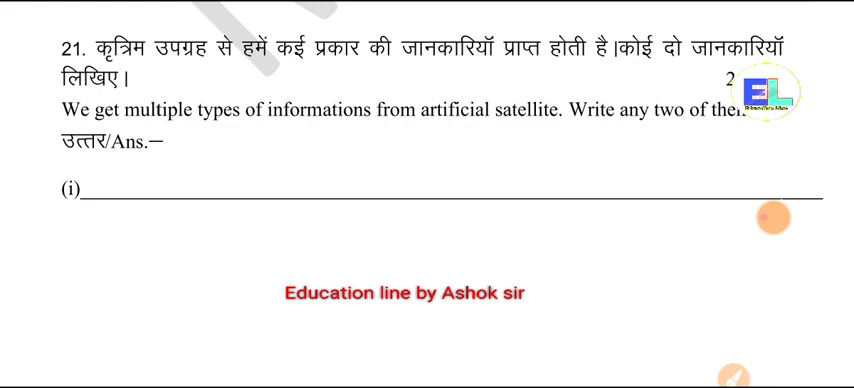 21. कृत्रिम उपग्रह से हमें कई प्रकार की जानकारियॉं प्राप्त होती है।कोई दो जानकारियॉं
लिखिए। 2
We get multiple types of informations from artificial satellite. Write any two of them
उत्तर/Ans.–
(i)
Education line by Ashok sir